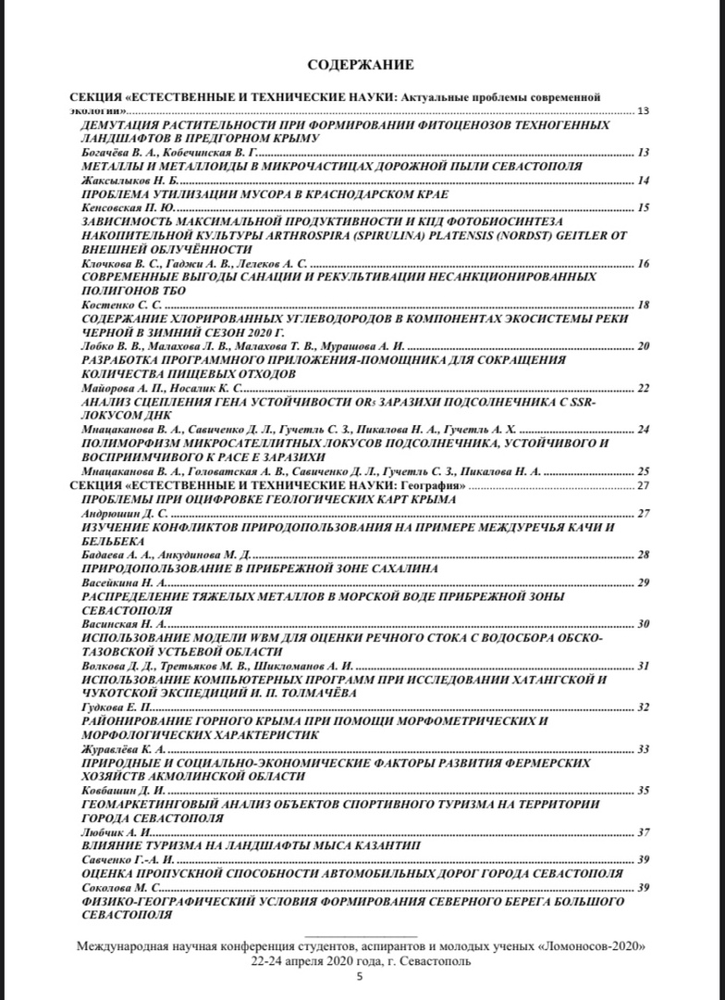 СОДЕРЖАНИЕ
СЕКЦИЯ «ЕСТЕСТВЕННЫЕ И ТЕХНИЧЕСКИЕ НАУКИ: Актуальные проблемы современной
экологии» 13
ДЕМУТАЦИЯ РАСТИТЕЛЬНОСТИ ПРИ ФОРМИРОВАНИИ ФИТОЦЕНОЗОВ ТЕХНОГЕННЫХ
ЛАНДШАФТОВ В ПРЕДГОРНОМ КРЫМУ
Богачёва В. А., Кобечинская В. Г. 13
МЕТАЛЛЫ И МЕТАЛЛОИДЫ В МИКРОЧАСТИЦАХ ДОРОЖНОЙ ПЫЛИ СЕВАСТОПОЛЯ
Жаксылыков Н. Б. 14
ПРОБЛЕМА УТИЛИЗАЦИИ МУСОРА В КРАСНОДАРСКОМ КРАЕ
Кенсовская П. Ю. 15
ЗАВИСИМОСТЬ МАКСИМАЛЬНОЙ ПРОДУКТИВНОСТИ И КПД ФОТОБИОСИНТЕЗА
НАКОПИТЕЛЬНОЙ КУЛЬТУРЫ ARTHROSPIRA (SPIRULINA) PLATENSIS (NORDST) GEITLER ОТ
ВНЕШНЕЙ ОБЛУЧЁННОСТИ
Клочкова В. С., Гаджи А. В., Лелеков А. С. 16
СОВРЕМЕННЫЕ ВЫГОДЫ САНАЦИИ И РЕКУЛЬТИВАЦИИ НЕСАНКЦИОНИРОВАННЫХ
ПОЛИГОНОВ ТБО
Костенко С. С. 18
СОДЕРЖАНИЕ ХЛОРИРОВАННЫХ УГЛЕВОДОРОДОВ В КОМПОНЕНТАХ ЭКОСИСТЕМЫ РЕКИ
ЧЕРНОЙ В ЗИМНИЙ СЕЗОН 2020 Г.
Лобко В. В., Малахова Л. В., Малахова Т. В., Мурашова А. И. 20
РАЗРАБОТКА ПРОГРАММНОГО ПРИЛОЖЕНИЯ-ПОМОЩНИКА ДЛЯ СОКРАЩЕНИЯ
КОЛИЧЕСТВА ПИЩЕВЫХ ОТХОДОВ
Майорова А. П., Носалик К. С. 22
АНАЛИЗ СЦЕПЛЕНИЯ ГЕНА УСТОЙЧИВОСТИ OR5 ЗАРАЗИХИ ПОДСОЛНЕЧНИКА С SSR-
ЛОКУСОМ ДНК
Мнацаканова В. А., Савиченко Д. Л., Гучетль С. З., Пикалова Н. А., Гучетль А. Х. 24
ПОЛИМОРФИЗМ МИКРОСАТЕЛЛИТНЫХ ЛОКУСОВ ПОДСОЛНЕЧНИКА, УСТОЙЧИВОГО И
ВОСПРИИМЧИВОГО К РАСЕ Е ЗАРАЗИХИ
Мнацаканова В. А., Головатская А. В., Савиченко Д. Л., Гучетль С. З., Пикалова Н. А. 25
СЕКЦИЯ «ЕСТЕСТВЕННЫЕ И ТЕХНИЧЕСКИЕ НАУКИ: География» 27
ПРОБЛЕМЫ ПРИ ОЦИФРОВКЕ ГЕОЛОГИЧЕСКИХ КАРТ КРЫМА
Андрюшин Д. С. 27
ИЗУЧЕНИЕ КОНФЛИКТОВ ПРИРОДОПОЛЬЗОВАНИЯ НА ПРИМЕРЕ МЕЖДУРЕЧЬЯ КАЧИ И
БЕЛЬБЕКА
Бадаева А. А., Анкудинова М. Д. 28
ПРИРОДОПОЛЬЗОВАНИЕ В ПРИБРЕЖНОЙ ЗОНЕ САХАЛИНА
Васейкина Н. А. 29
РАСПРЕДЕЛЕНИЕ ТЯЖЕЛЫХ МЕТАЛЛОВ В МОРСКОЙ ВОДЕ ПРИБРЕЖНОЙ ЗОНЫ
СЕВАСТОПОЛЯ
Васинская Н. А. 30
ИСПОЛЬЗОВАНИЕ МОДЕЛИ WBM ДЛЯ ОЦЕНКИ РЕЧНОГО СТОКА С ВОДОСБОРА ОБСКО-
ТАЗОВСКОЙ УСТЬЕВОЙ ОБЛАСТИ
Волкова Д. Д., Третьяков М. В., Шикломанов А. И. 31
ИСПОЛЬЗОВАНИЕ КОМПЬЮТЕРНЫХ ПРОГРАММ ПРИ ИССЛЕДОВАНИИ ХАТАНГСКОЙ И
ЧУКОТСКОЙ ЭКСПЕДИЦИЙ И. П. ТОЛМАЧЁВА
Гудкова Е. П. 32
РАЙОНИРОВАНИЕ ГОРНОГО КРЫМА ПРИ ПОМОЩИ МОРФОМЕТРИЧЕСКИХ И
МОРФОЛОГИЧЕСКИХ ХАРАКТЕРИСТИК
Журавлёва К. А. 33
ПРИРОДНЫЕ И СОЦИАЛЬНО-ЭКОНОМИЧЕСКИЕ ФАКТОРЫ РАЗВИТИЯ ФЕРМЕРСКИХ
ХОЗЯЙСТВ АКМОЛИНСКОЙ ОБЛАСТИ
Ковбашин Д. И. 35
ГЕОМАРКЕТИНГОВЫЙ АНАЛИЗ ОБЪЕКТОВ СПОРТИВНОГО ТУРИЗМА НА ТЕРРИТОРИИ
ГОРОДА СЕВАСТОПОЛЯ
Любчик А. И. 37
ВЛИЯНИЕ ТУРИЗМА НА ЛАНДШАФТЫ МЫСА КАЗАНТИП
Савченко Г.-А. И. 39
ОЦЕНКА ПРОПУСКНОЙ СПОСОБНОСТИ АВТОМОБИЛЬНЫХ ДОРОГ ГОРОДА СЕВАСТОПОЛЯ
Соколова М. С. 39
ФИЗИКО-ГЕОГРАФИЧЕСКИЙ УСЛОВИЯ ФОРМИРОВАНИЯ СЕВЕРНОГО БЕРЕГА БОЛЬШОГО
СЕВАСТОПОЛЯ
Международная научная конференция студентов, аспирантов и молодых ученых «Ломоносов-2020»
22-24 апреля 2020 года, г. Севастополь
5